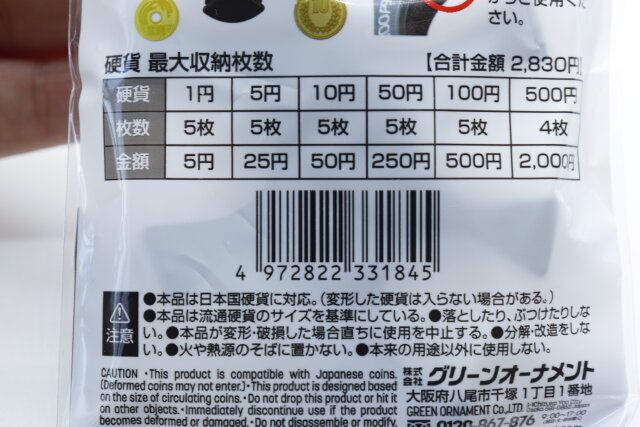 からご使用くだ
さい。
10
硬貨 最大収納枚数 【合計金額 2,830円】
硬貨 1円 5円 10円 50円 100円 500円
枚数 5枚 5枚 5枚 5枚 5枚 4枚
金額 5円 25円 50円 250円 500円 2,000円
4 972822 331845
注意
●本品は日本国硬貨に対応。(変形した硬貨は入らない場合がある。)
●本品は流通硬貨のサイズを基準にしている。●落としたり、ぶつけたりしな
い。●本品が変形・破損した場合直ちに使用を中止する。●分解・改造をしな
い。●火や熱源のそばに置かない。●本来の用途以外に使用しない。
CAUTION ・This product is compatible with Japanese coins.
(Deformed coins may not enter.)・This product is designed based
on the size of circulating coins.・Do not drop this product or hit it
on other objects.・Immediately discontinue use if the product
becomes deformed or damaged.・Do not disassemble or modify.
株式会社 グリーンオーナメント
大阪府八尾市千塚1丁目1番地
GREEN ORNAMENT Co.,LTD.
0120-867-876